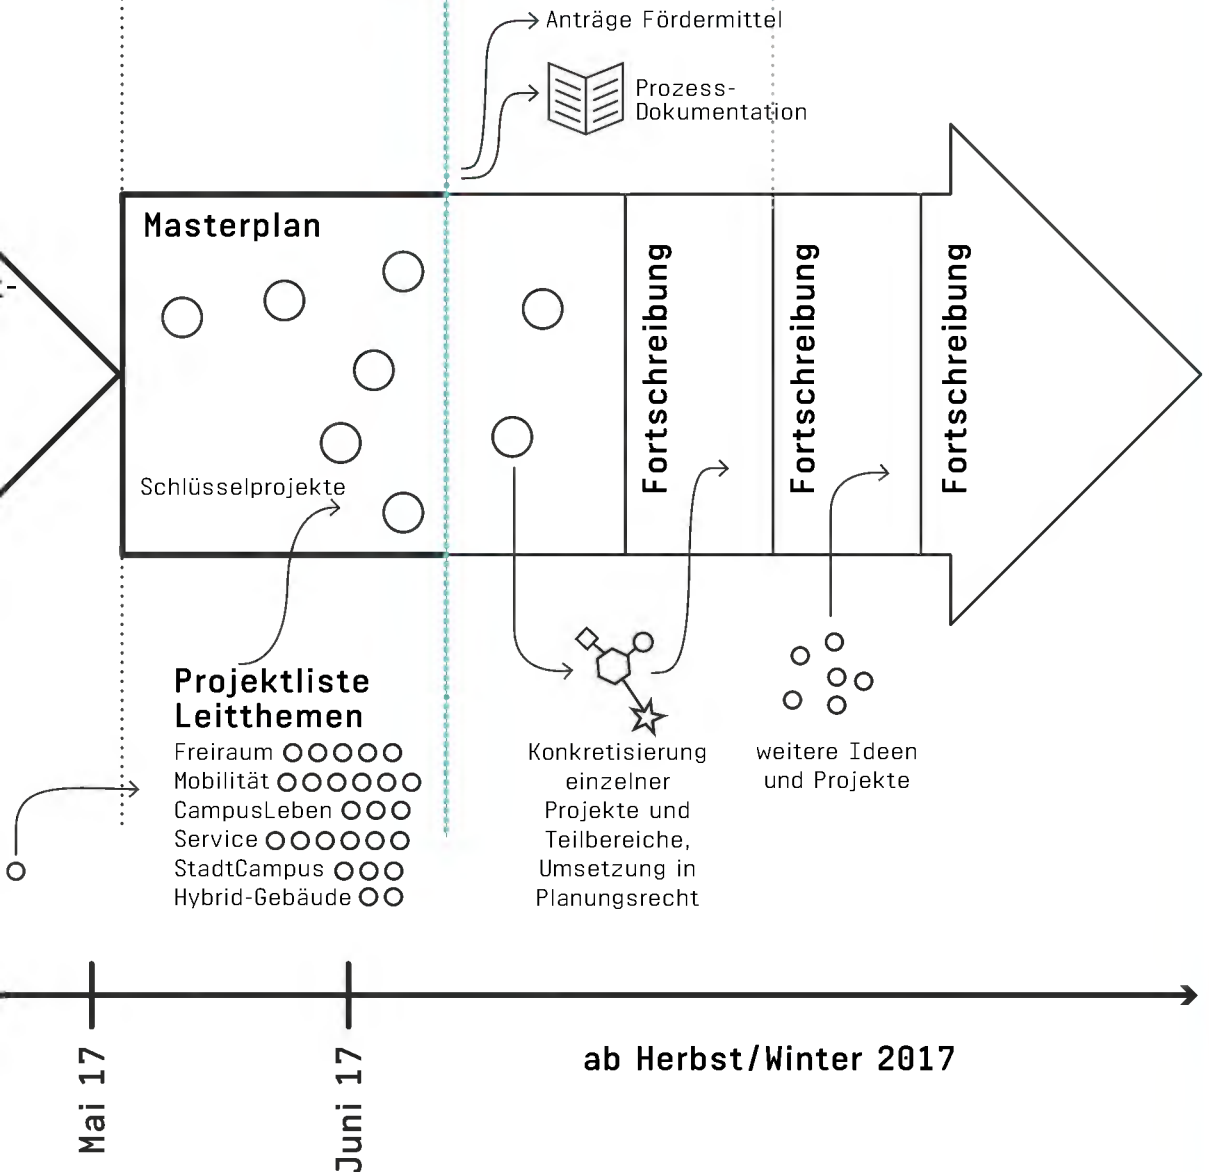 Anträge Fördermittel
Prozess-
Dokumentation
Masterplan
Schlüsselprojekte
Fortschreibung
Fortschreibung
Fortschreibung
Projektliste
Leitthemen
Freiraum
Mobilität
CampusLeben
Service
StadtCampus
Hybrid-Gebäude
Konkretisierung
einzelner
Projekte und
Teilbereiche,
Umsetzung in
Planungsrecht
weitere Ideen
und Projekte
Mai 17
Juni 17
ab Herbst/Winter 2017